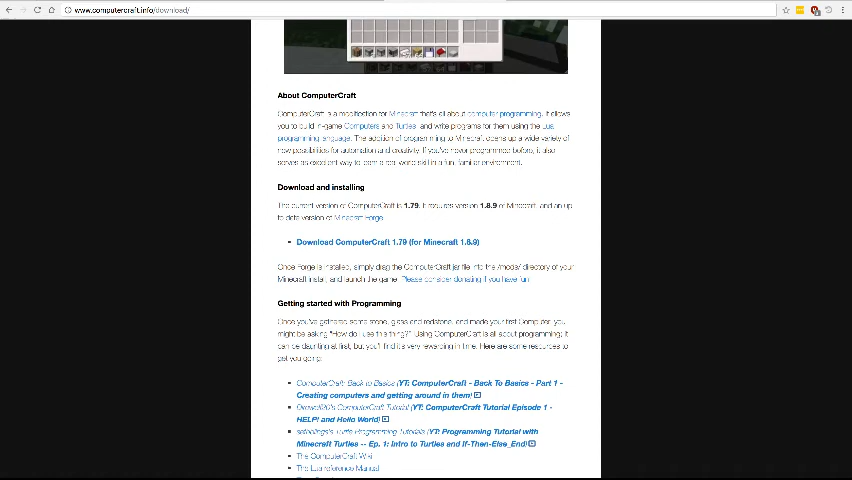 www.computercraft.info/download/
About ComputerCraft
ComputerCraft is a modification for Minecraft that's all about computer programming. It allows
you to build in-game Computers and Turtles, and write programs for them using the Lua
programming language. The addition of programming to Minecraft opens up a wide variety of
new possibilities for automation and creativity. If you've never programmed before, it also
serves as excellent way to learn a real world skill in a fun, familiar environment.
Download and installing
The current version of ComputerCraft is 1.79. It requires version 1.8.9 of Minecraft, and an up
to date version of Minecraft Forge.
Download ComputerCraft 1.79 (for Minecraft 1.8.9)
Once Forge is installed, simply drag the ComputerCraft jar file into the /mods/ directory of your
Minecraft install, and launch the game. Please consider donating if you have fun
Getting started with Programming
Once you've gathered some stone, glass and redstone, and made your first Computer, you
might be asking "How do i use this thing?" Using ComputerCraft is all about programming; it
can be daunting at first, but you'll find it's very rewarding in time. Here are some resources to
get you going:
ComputerCraft: Back to Basics (YT: ComputerCraft - Back To Basics - Part 1 -
Creating computers and getting around in them)
Direwolf20's ComputerCraft Tutorial (YT: ComputerCraft Tutorial Episode 1 -
HELP! and Hello World)
sethbling's Turtle Programming Tutorials (YT: Programming Tutorial with
Minecraft Turtles -- Ep. 1: Intro to Turtles and If-Then-Else_End)
The ComputerCraft Wiki
The Lua reference Manual